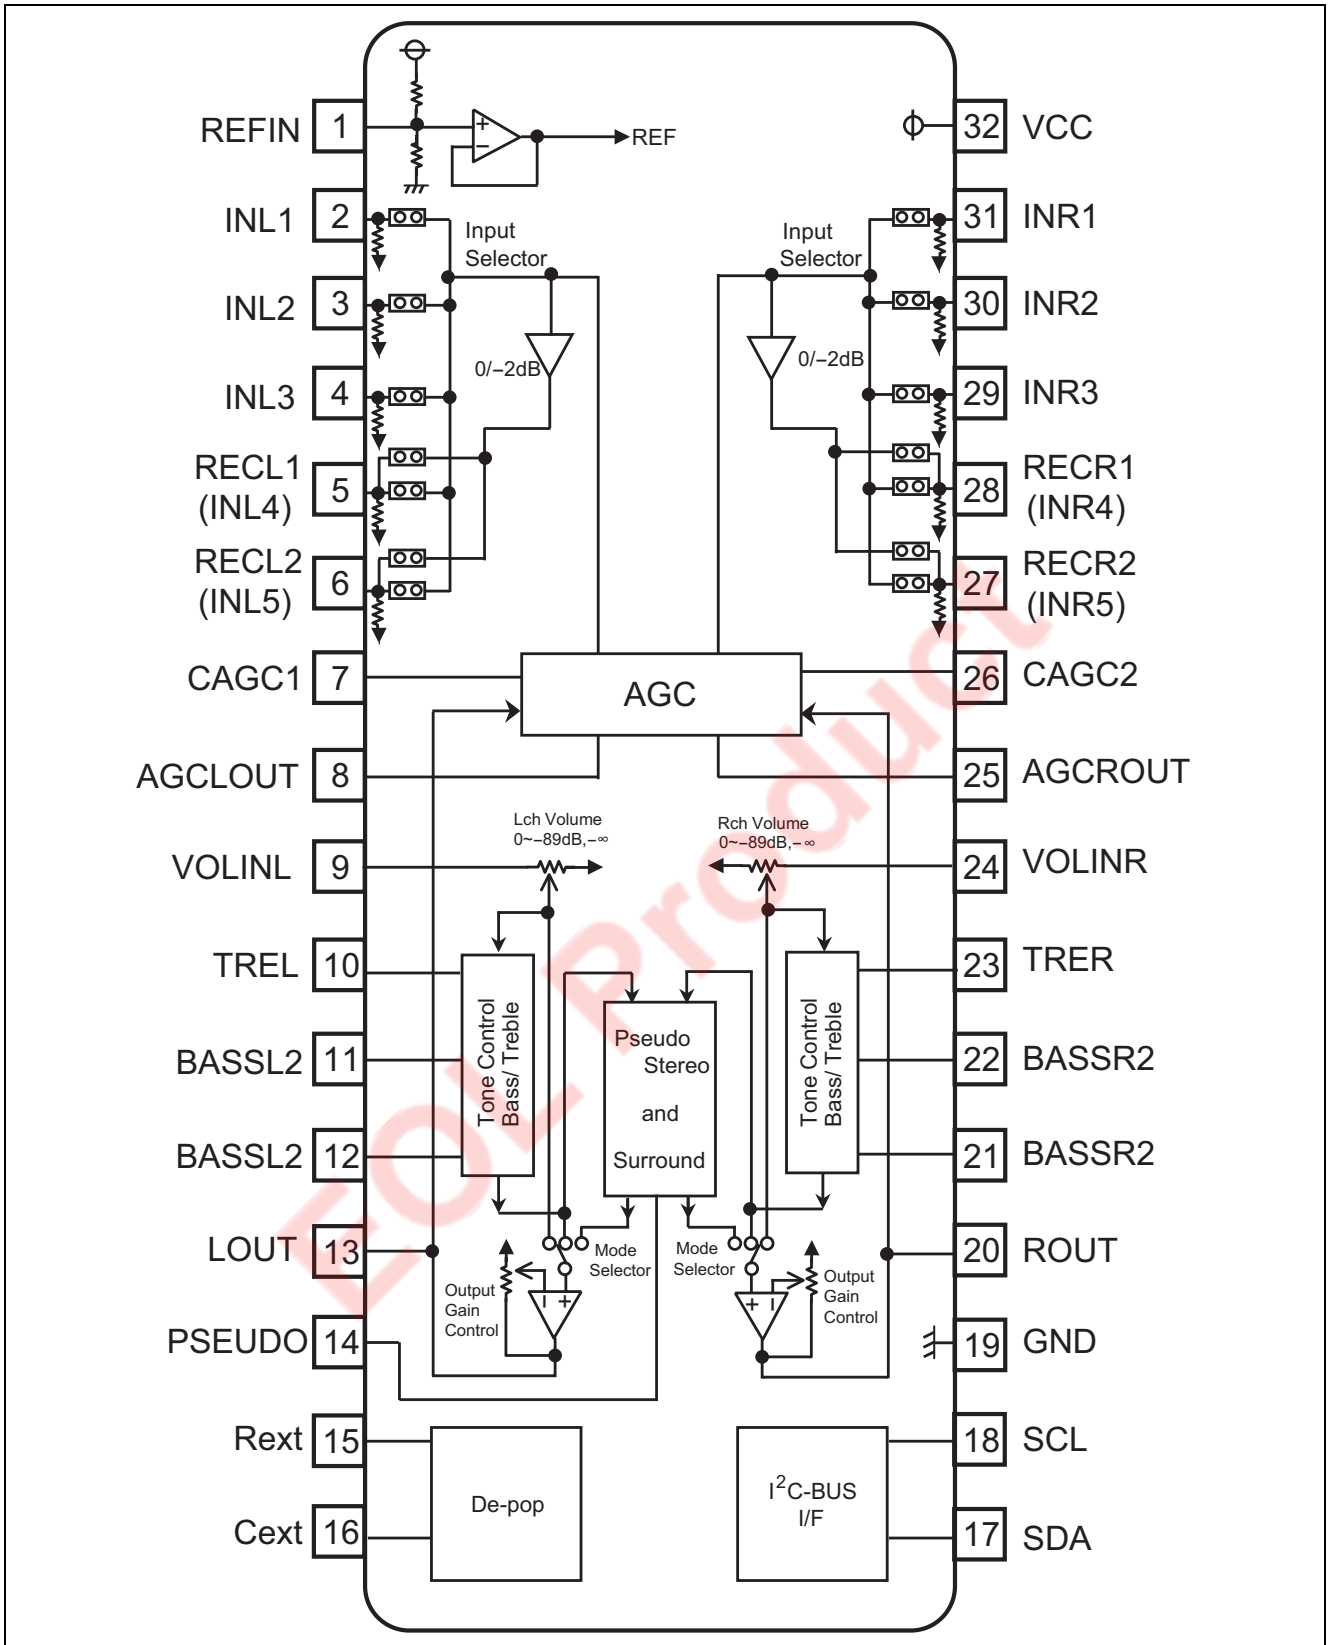 REFIN 1
+
−
REF
32 VCC
INL1 2
Input
Selector
Input
Selector
31 INR1
INL2 3
30 INR2
0/−2dB
0/−2dB
INL3 4
29 INR3
RECL1
(INL4)
5
28
RECR1
(INR4)
RECL2
(INL5)
6
27
RECR2
(INR5)
CAGC1 7
AGC
26 CAGC2
AGCLOUT 8
25 AGCROUT
Lch Volume
0~−89dB,−∞
Rch Volume
0~−89dB,−∞
VOLINL 9
24 VOLINR
TREL 10
23 TRER
Tone Control
Bass/ Treble
Pseudo
Stereo
and
Surround
Tone Control
Bass/ Treble
BASSL2 11
22 BASSR2
BASSL2 12
21 BASSR2
LOUT 13
20 ROUT
Mode
Selector
Mode
Selector
Output
Gain
Control
− +
+ −
Output
Gain
Control
PSEUDO 14
19 GND
Rext 15
18 SCL
De-pop
I2C-BUS
I/F
Cext 16
17 SDA
EOL Product